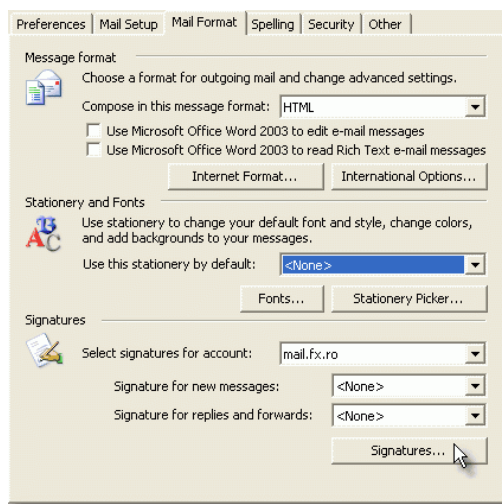 Preferences Mail Setup Mail Format Spelling Security Other
Message format
Choose a format for outgoing mail and change advanced settings.
Compose in this message format: HTML
Use Microsoft Office Word 2003 to edit e-mail messages
Use Microsoft Office Word 2003 to read Rich Text e-mail messages
Internet Format... International Options...
Stationery and Fonts
Use stationery to change your default font and style, change colors,
and add backgrounds to your messages.
Use this stationery by default: <None>
Fonts... Stationery Picker...
Signatures
Select signatures for account: mail.fx.ro
Signature for new messages: <None>
Signature for replies and forwards: <None>
Signatures...